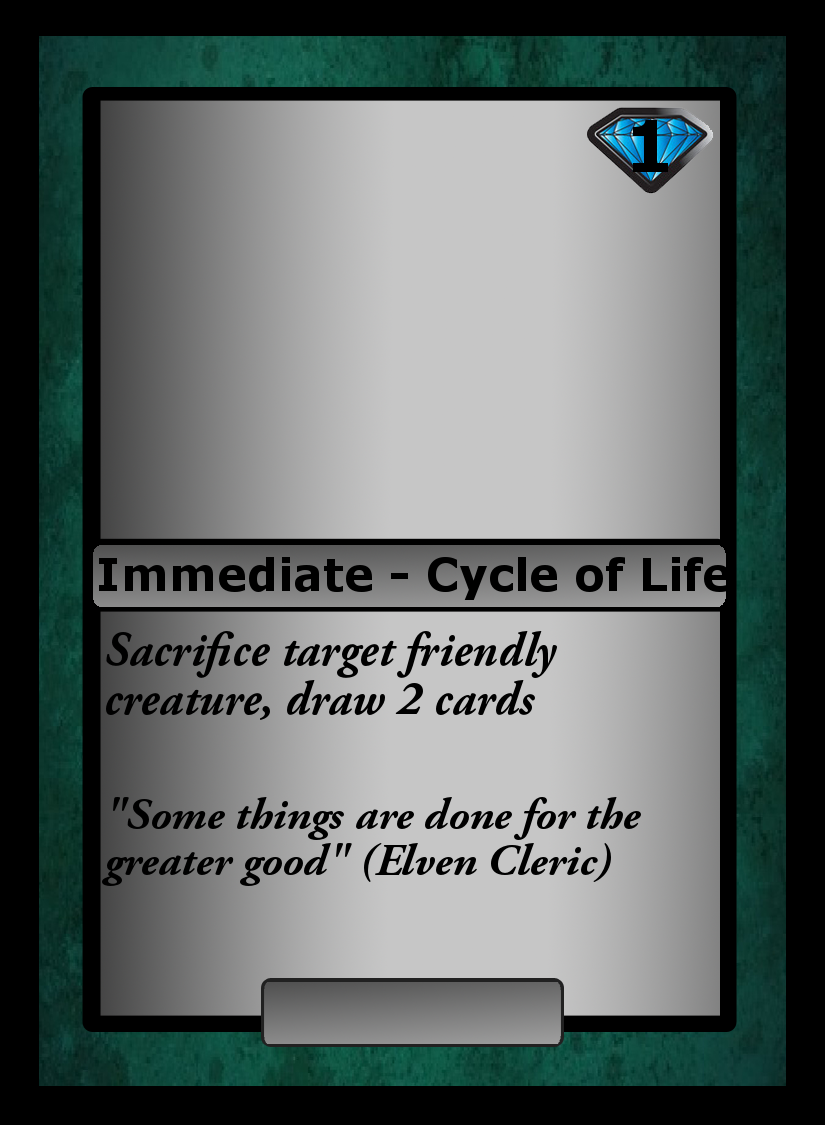 1
Immediate - Cycle of Life
Sacrifice target friendly
creature, draw 2 cards
"Some things are done for the
greater good" (Elven Cleric)